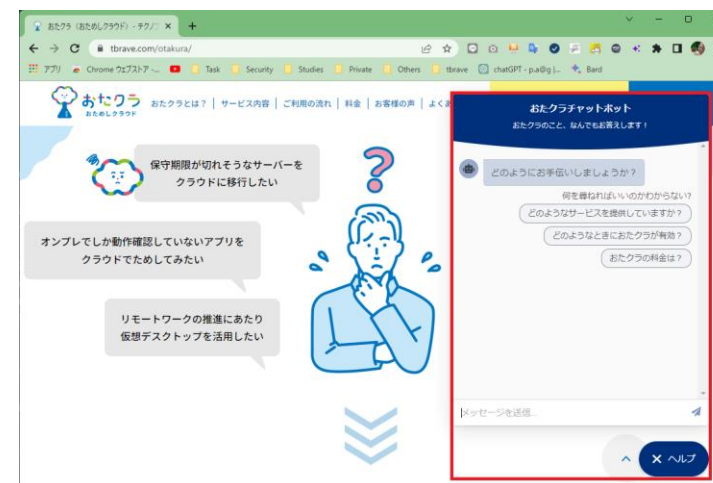 おたクラ（おためしクラウド）- テクノブ
tbrave.com/otakura/
アプリ
Chrome ウェブストア -...
Task
Security
Studies
Private
Others
tbrave
chatGPT - p.a@g |...
Bard
おたクラ
おためしクラウド
おたクラとは？ | サービス内容 | ご利用の流れ | 料金 | お客様の声 | よくあ
保守期限が切れそうなサーバーを
クラウドに移行したい
オンプレでしか動作確認していないアプリを
クラウドでためしてみたい
リモートワークの推進にあたり
仮想デスクトップを活用したい
おたクラチャットボット
おたクラのこと、なんでもお答えします！
どのようにお手伝いしましょうか？
何を尋ねればいいのかわからない？
どのようなサービスを提供していますか？
どのようなときにおたクラが有効？
おたクラの料金は？
メッセージを送信...
ヘルプ